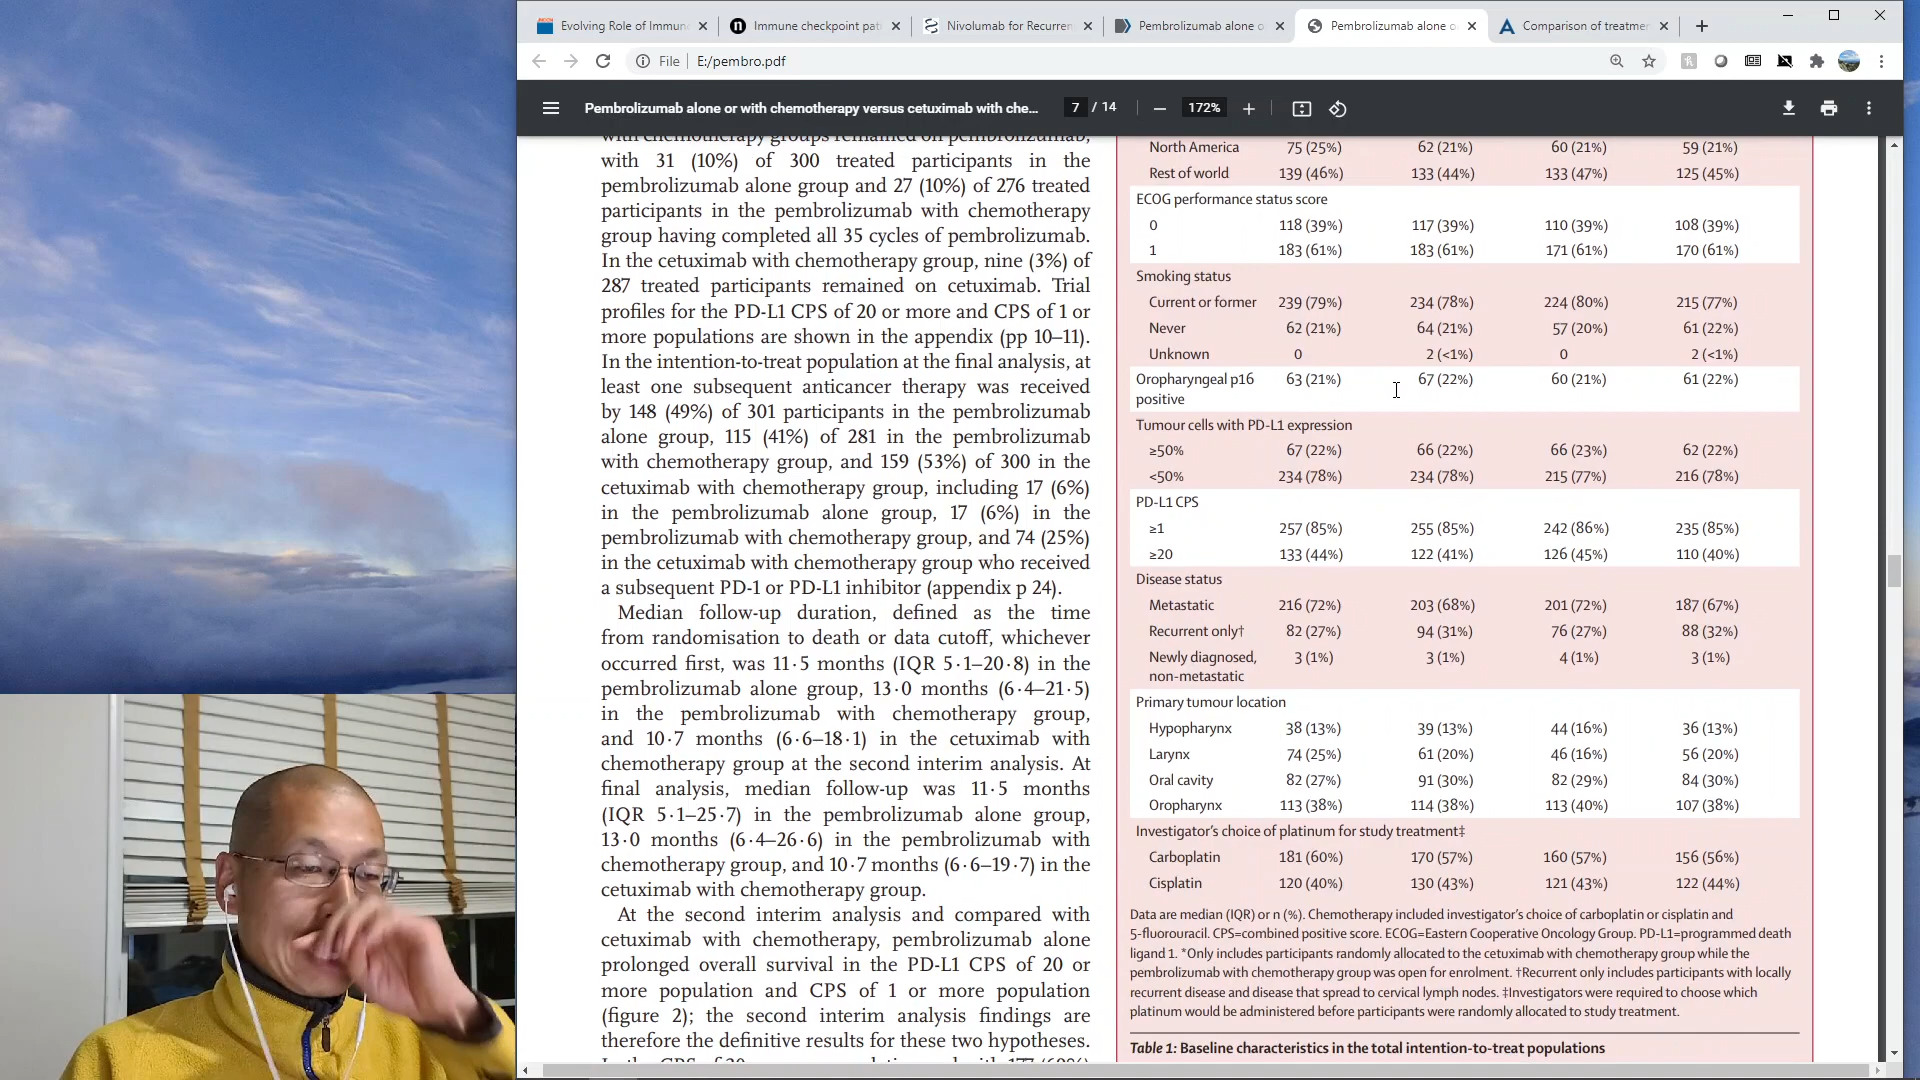 Evolving Role of Immun
Immune checkpoint pat
Nivolumab for Recurren
Pembrolizumab alone o
Pembrolizumab alone o
Comparison of treatmer
File | E:/pembro.pdf
Pembrolizumab alone or with chemotherapy versus cetuximab with che...
7 / 14
172%
with chemotherapy groups remained on pembrolizumab,
with 31 (10%) of 300 treated participants in the
pembrolizumab alone group and 27 (10%) of 276 treated
participants in the pembrolizumab with chemotherapy
group having completed all 35 cycles of pembrolizumab.
In the cetuximab with chemotherapy group, nine (3%) of
287 treated participants remained on cetuximab. Trial
profiles for the PD-L1 CPS of 20 or more and CPS of 1 or
more populations are shown in the appendix (pp 10–11).
In the intention-to-treat population at the final analysis, at
least one subsequent anticancer therapy was received
by 148 (49%) of 301 participants in the pembrolizumab
alone group, 115 (41%) of 281 in the pembrolizumab
with chemotherapy group, and 159 (53%) of 300 in the
cetuximab with chemotherapy group, including 17 (6%)
in the pembrolizumab alone group, 17 (6%) in the
pembrolizumab with chemotherapy group, and 74 (25%)
in the cetuximab with chemotherapy group who received
a subsequent PD-1 or PD-L1 inhibitor (appendix p 24).
Median follow-up duration, defined as the time
from randomisation to death or data cutoff, whichever
occurred first, was 11·5 months (IQR 5·1–20·8) in the
pembrolizumab alone group, 13·0 months (6·4–21·5)
in the pembrolizumab with chemotherapy group,
and 10·7 months (6·6–18·1) in the cetuximab with
chemotherapy group at the second interim analysis. At
final analysis, median follow-up was 11·5 months
(IQR 5·1–25·7) in the pembrolizumab alone group,
13·0 months (6·4–26·6) in the pembrolizumab with
chemotherapy group, and 10·7 months (6·6–19·7) in the
cetuximab with chemotherapy group.
At the second interim analysis and compared with
cetuximab with chemotherapy, pembrolizumab alone
prolonged overall survival in the PD-L1 CPS of 20 or
more population and CPS of 1 or more population
(figure 2); the second interim analysis findings are
therefore the definitive results for these two hypotheses.
North America 75 (25%) 62 (21%) 60 (21%) 59 (21%)
Rest of world 139 (46%) 133 (44%) 133 (47%) 125 (45%)
ECOG performance status score
0 118 (39%) 117 (39%) 110 (39%) 108 (39%)
1 183 (61%) 183 (61%) 171 (61%) 170 (61%)
Smoking status
Current or former 239 (79%) 234 (78%) 224 (80%) 215 (77%)
Never 62 (21%) 64 (21%) 57 (20%) 61 (22%)
Unknown 0 2 (<1%) 0 2 (<1%)
Oropharyngeal p16 63 (21%) 67 (22%) 60 (21%) 61 (22%)
positive
Tumour cells with PD-L1 expression
≥50% 67 (22%) 66 (22%) 66 (23%) 62 (22%)
<50% 234 (78%) 234 (78%) 215 (77%) 216 (78%)
PD-L1 CPS
≥1 257 (85%) 255 (85%) 242 (86%) 235 (85%)
≥20 133 (44%) 122 (41%) 126 (45%) 110 (40%)
Disease status
Metastatic 216 (72%) 203 (68%) 201 (72%) 187 (67%)
Recurrent only† 82 (27%) 94 (31%) 76 (27%) 88 (32%)
Newly diagnosed, 3 (1%) 3 (1%) 4 (1%) 3 (1%)
non-metastatic
Primary tumour location
Hypopharynx 38 (13%) 39 (13%) 44 (16%) 36 (13%)
Larynx 74 (25%) 61 (20%) 46 (16%) 56 (20%)
Oral cavity 82 (27%) 91 (30%) 82 (29%) 84 (30%)
Oropharynx 113 (38%) 114 (38%) 113 (40%) 107 (38%)
Investigator's choice of platinum for study treatment‡
Carboplatin 181 (60%) 170 (57%) 160 (57%) 156 (56%)
Cisplatin 120 (40%) 130 (43%) 121 (43%) 122 (44%)
Data are median (IQR) or n (%). Chemotherapy included investigator's choice of carboplatin or cisplatin and
5-fluorouracil. CPS=combined positive score. ECOG=Eastern Cooperative Oncology Group. PD-L1=programmed death
ligand 1. *Only includes participants randomly allocated to the cetuximab with chemotherapy group while the
pembrolizumab with chemotherapy group was open for enrolment. †Recurrent only includes participants with locally
recurrent disease and disease that spread to cervical lymph nodes. ‡Investigators were required to choose which
platinum would be administered before participants were randomly allocated to study treatment.
Table 1: Baseline characteristics in the total intention-to-treat populations